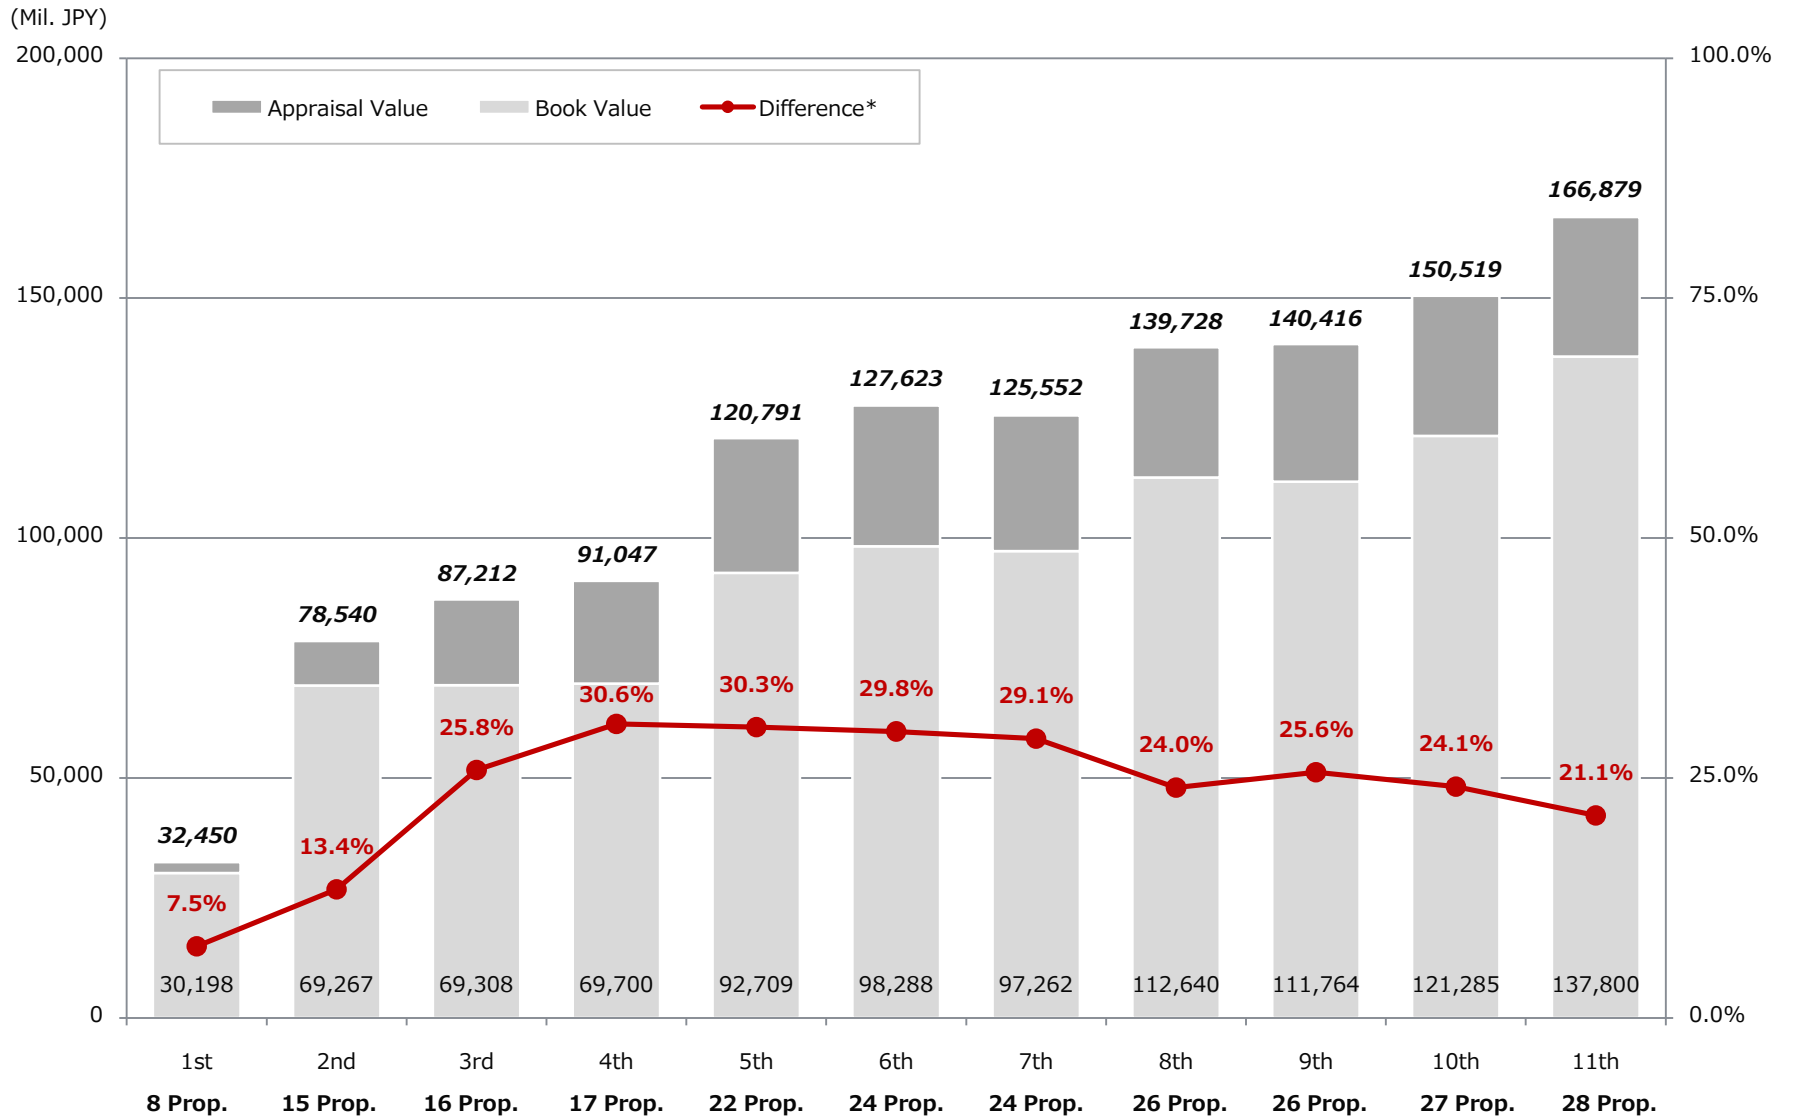 (Mil. JPY)
200,000 100.0%
Appraisal Value Book Value Difference*
166,879
150,519
150,000 75.0%
139,728 140,416
127,623 125,552
120,791
100,000 50.0%
91,047
87,212
78,540
30.6% 30.3% 29.8% 29.1%
25.8% 24.0% 25.6% 24.1% 21.1%
50,000 25.0%
32,450 13.4%
7.5%
30,198 69,267 69,308 69,700 92,709 98,288 97,262 112,640 111,764 121,285 137,800
0 0.0%
1st 2nd 3rd 4th 5th 6th 7th 8th 9th 10th 11th
8 Prop. 15 Prop. 16 Prop. 17 Prop. 22 Prop. 24 Prop. 24 Prop. 26 Prop. 26 Prop. 27 Prop. 28 Prop.